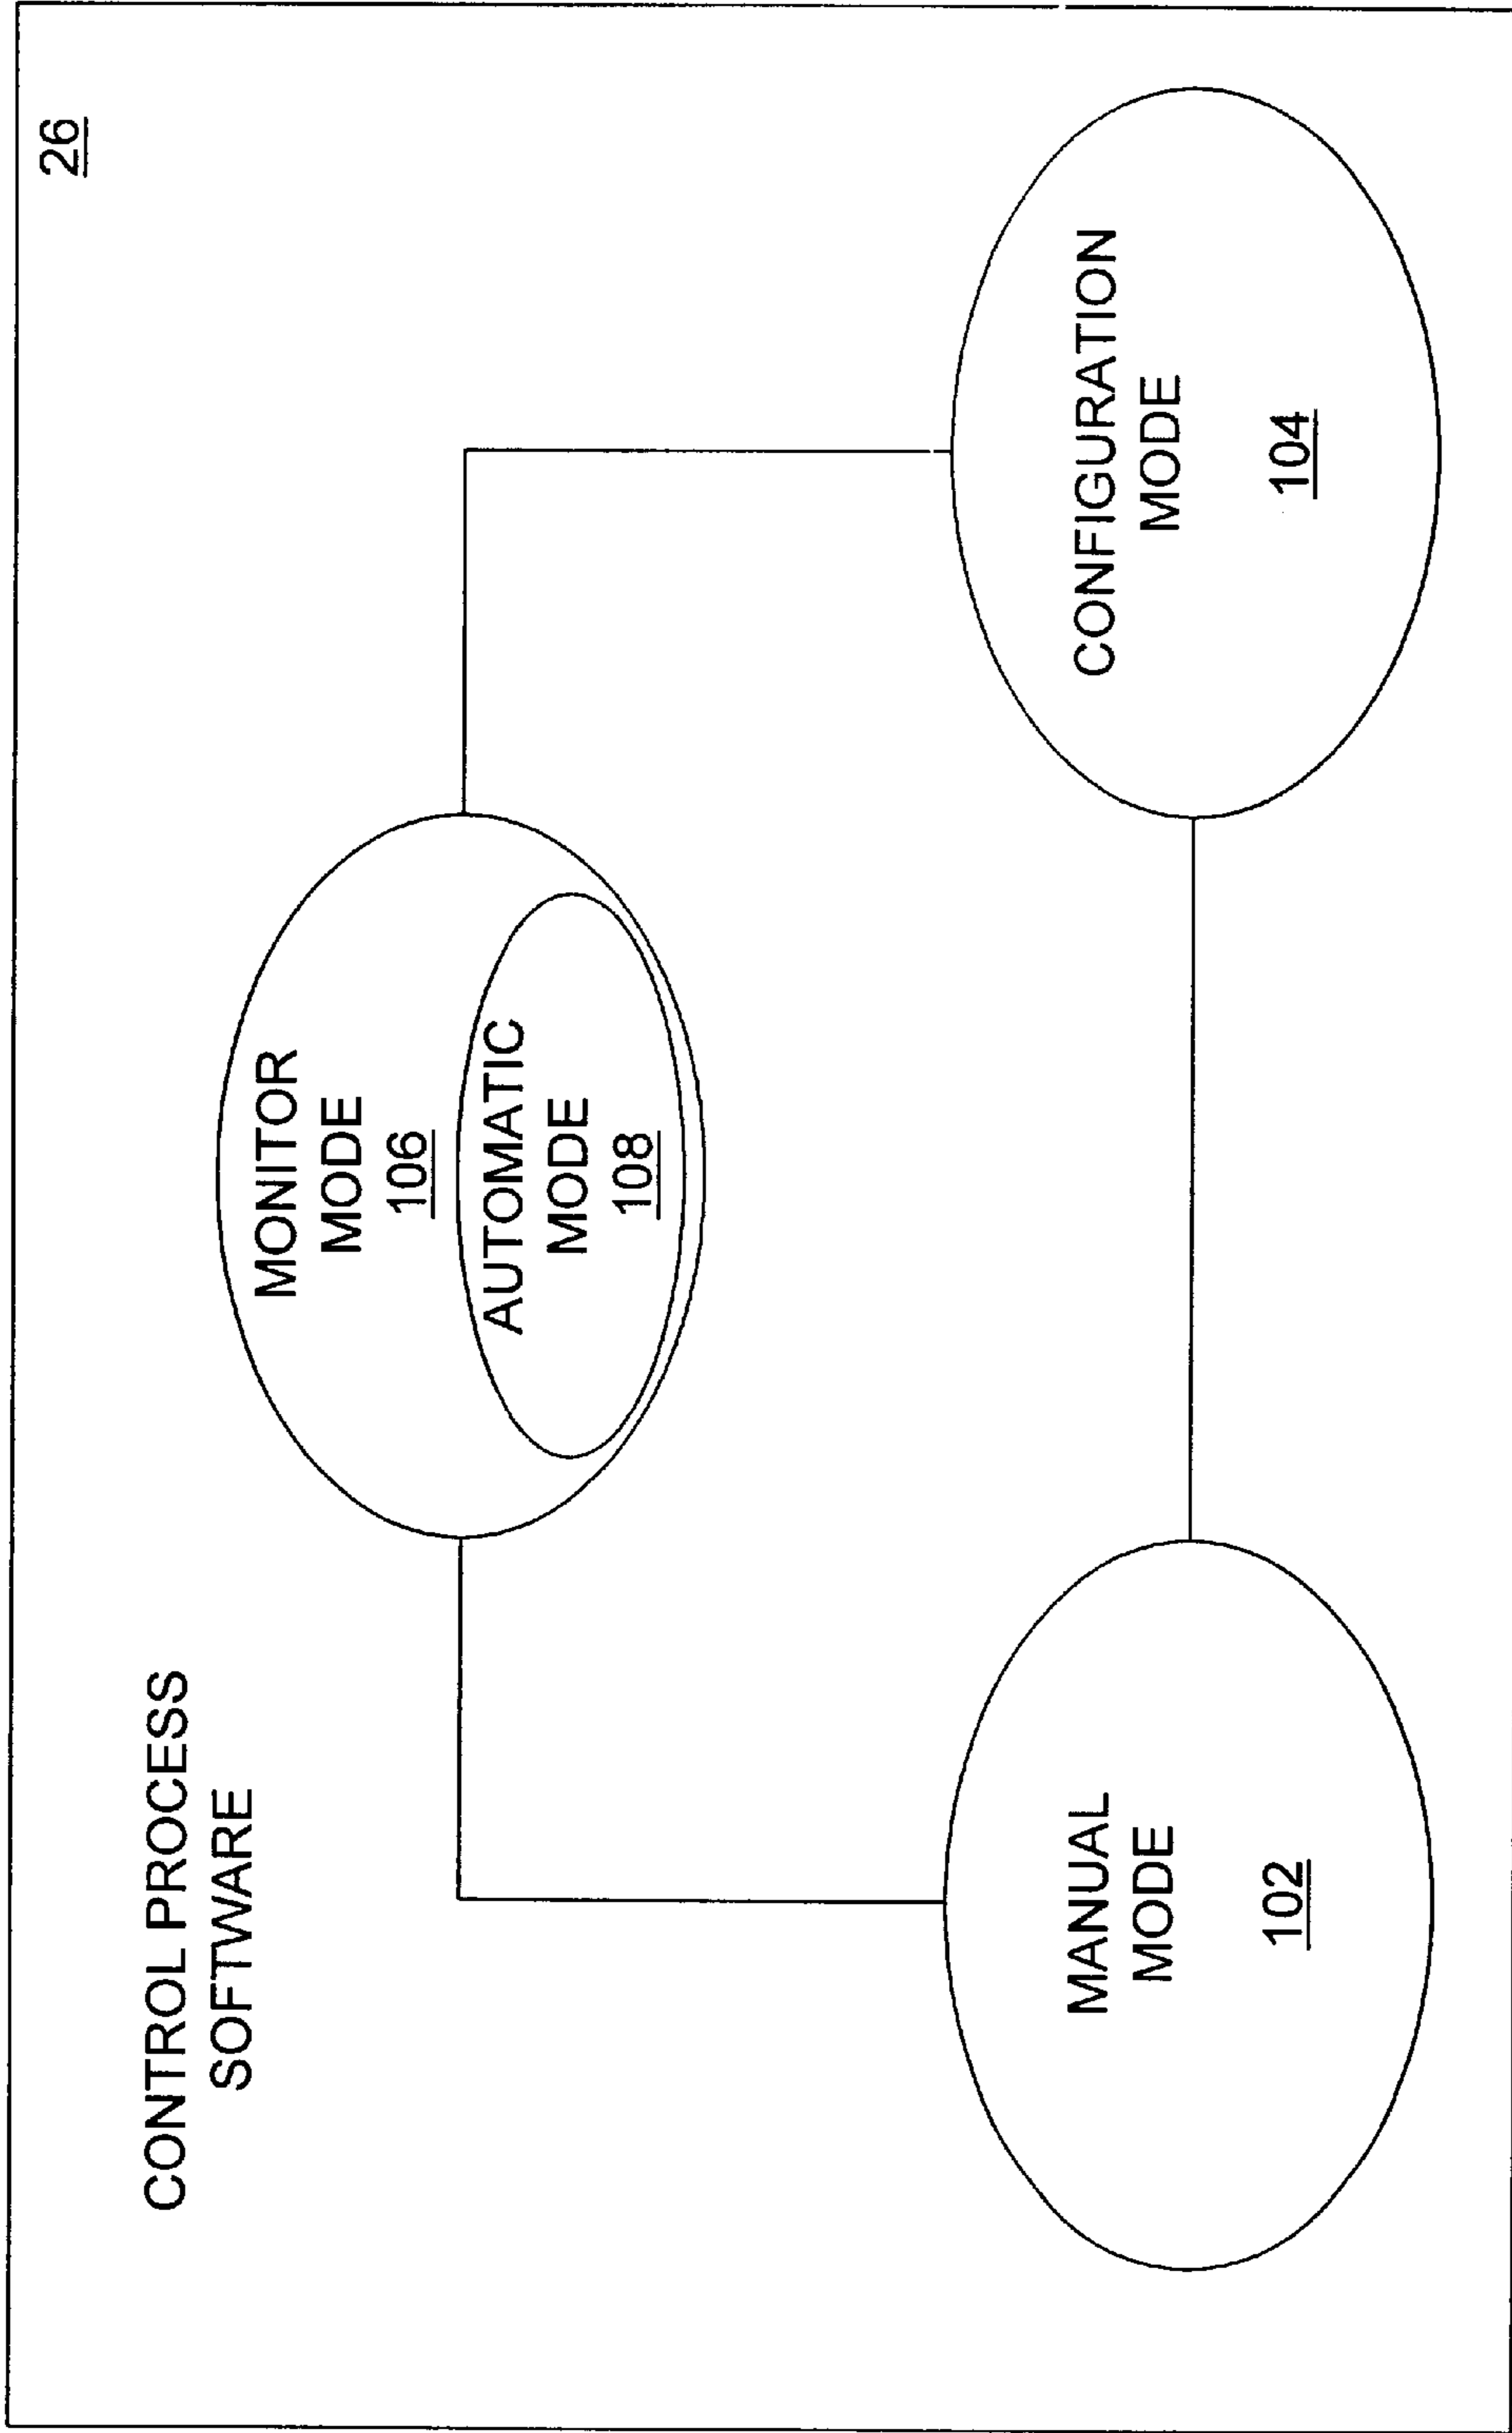 26
CONTROL PROCESS
SOFTWARE
MONITOR
MODE
106
AUTOMATIC
MODE
108
MANUAL
MODE
102
CONFIGURATION
MODE
104